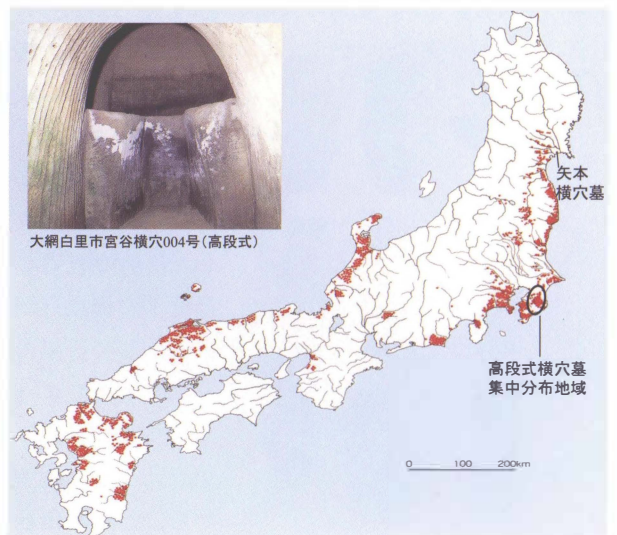 大網白里市宮谷横穴004号(高段式)
矢本
横穴墓
高段式横穴墓
集中分布地域
0 100 200km